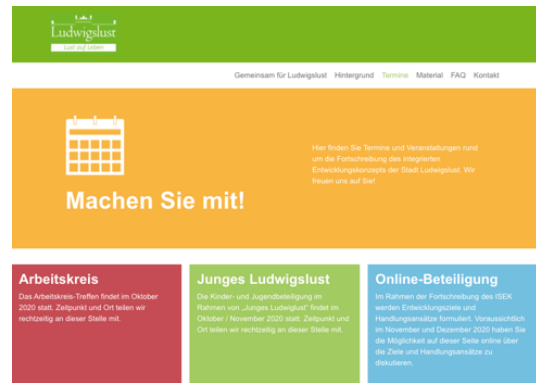 Ludwigslust
Lust auf Leben
Gemeinsam für Ludwigslust Hintergrund Termine Material FAQ Kontakt
Hier finden Sie Termine und Veranstaltungen rund
um die Fortschreibung des integrierten
Entwicklungskonzepts der Stadt Ludwigslust. Wir
freuen uns auf Sie!
Machen Sie mit!
Arbeitskreis
Das Arbeitskreis-Treffen findet im Oktober
2020 statt. Zeitpunkt und Ort teilen wir
rechtzeitig an dieser Stelle mit.
Junges Ludwigslust
Die Kinder- und Jugendbeteiligung im
Rahmen von „Junges Ludwiglust" findet im
Oktober / November 2020 statt. Zeitpunkt und
Ort teilen wir rechtzeitig an dieser Stelle mit.
Online-Beteiligung
Im Rahmen der Fortschreibung des ISEK
werden Entwicklungsziele und
Handlungsansätze formuliert. Voraussichtlich
im November und Dezember 2020 haben Sie
die Möglichkeit auf dieser Seite online über
die Ziele und Handlungsansätze zu
diskutieren.